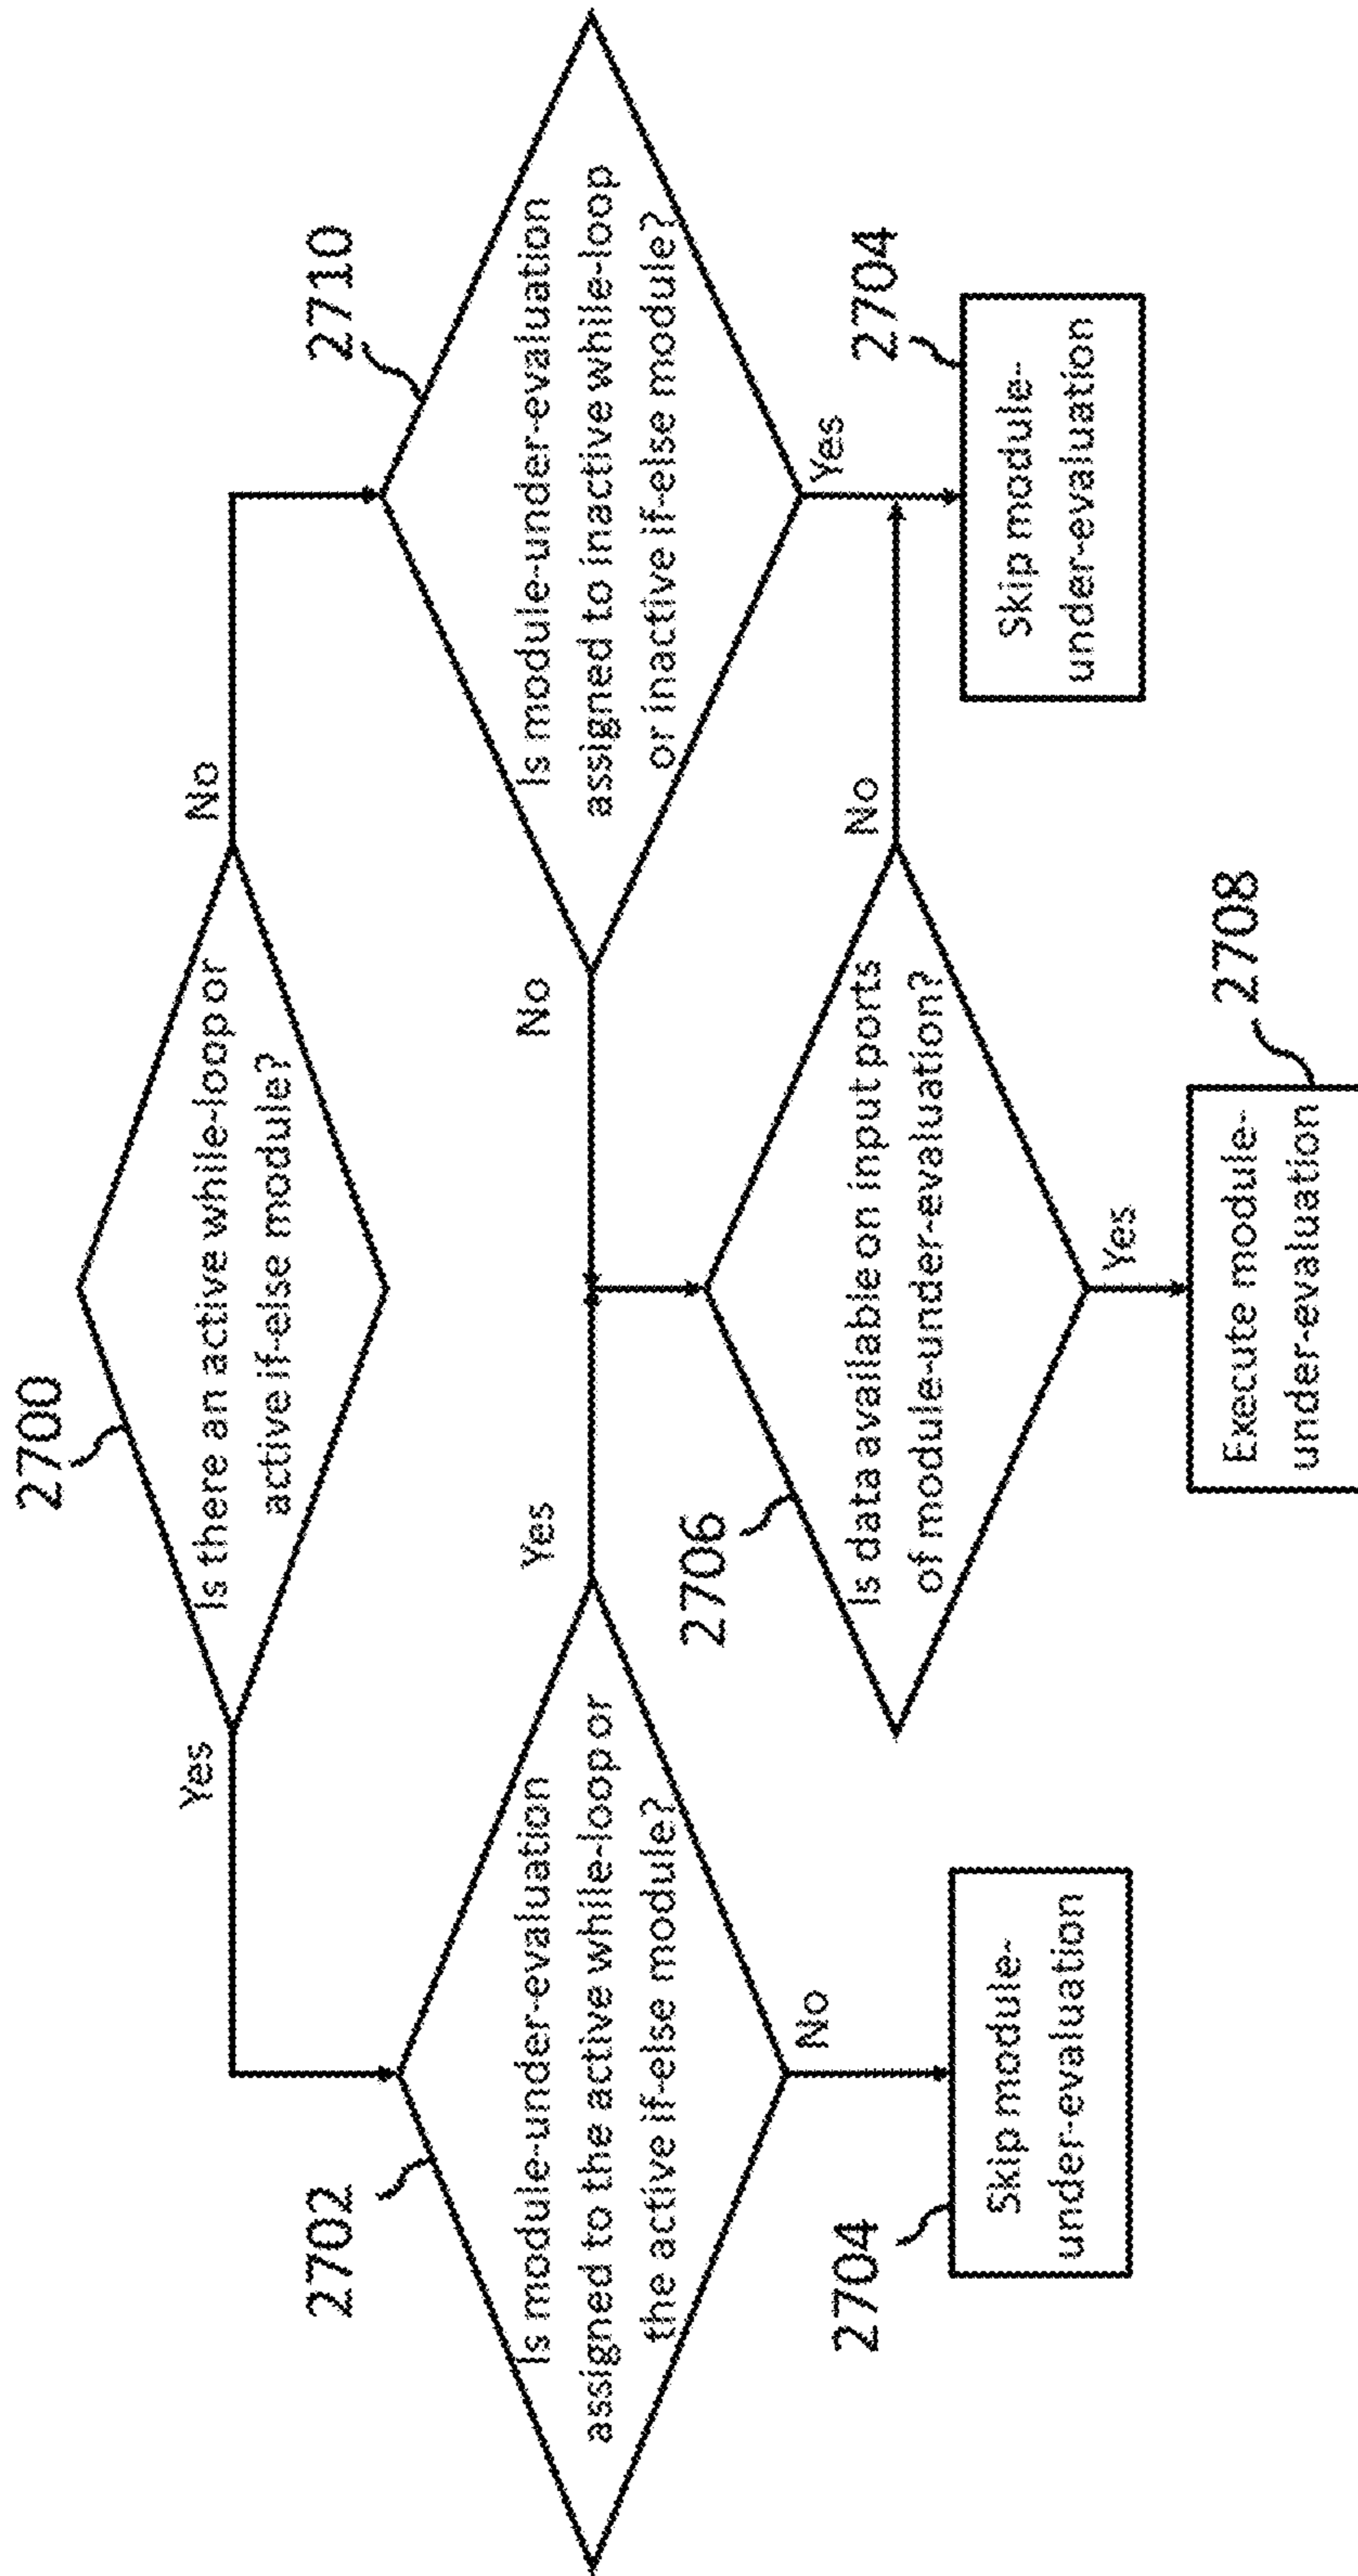 2700
Is there an active while-loop or
active if-else module?
Yes
No
2702
Is module-under-evaluation
assigned to the active while-loop or
the active if-else module?
Yes
No
2710
Is module-under-evaluation
assigned to inactive while-loop
or inactive if-else module?
No
Yes
2706
Is data available on input ports
of module-under-evaluation?
No
Yes
2704
Skip module-
under-evaluation
2704
Skip module-
under-evaluation
2708
Execute module-
under-evaluation